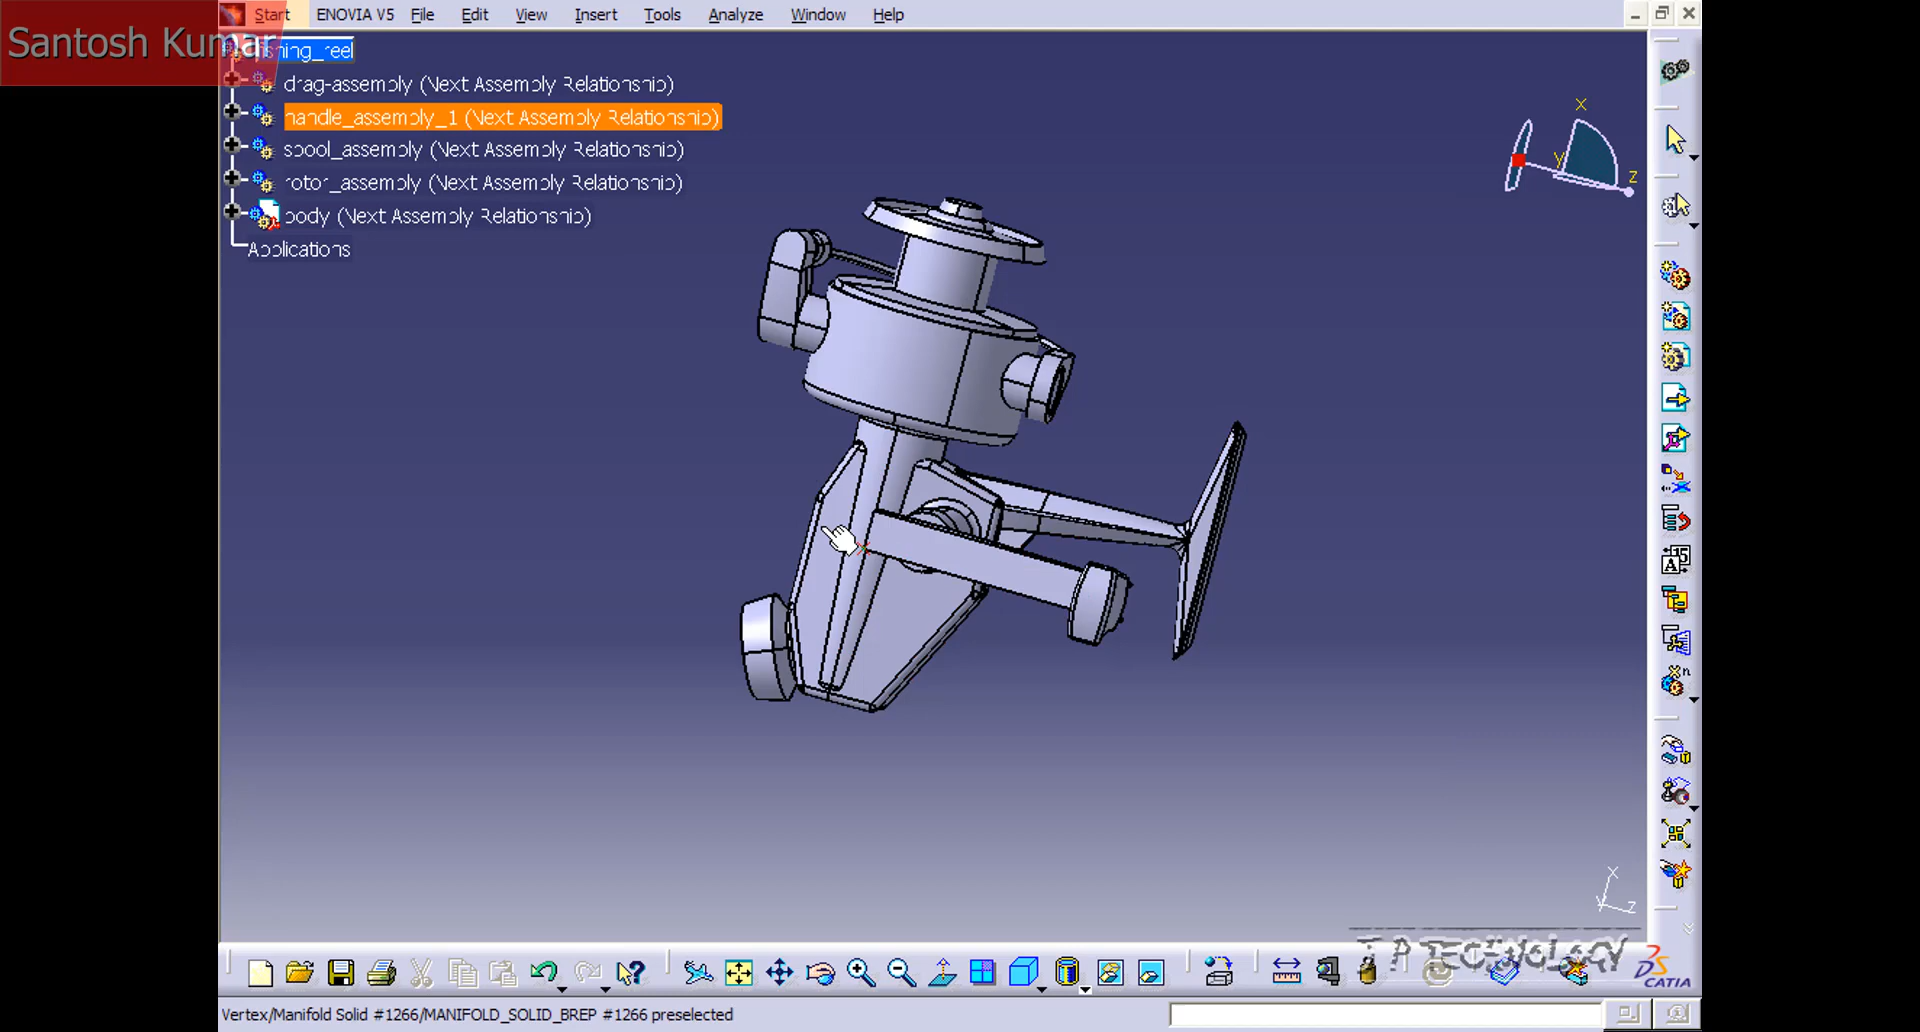 Start ENOVIA V5 File Edit View Insert Tools Analyze Window Help
Santosh Kumar
fishing_reel
drag-assembly (Next Assembly Relationship)
handle_assembly_1 (Next Assembly Relationship)
spool_assembly (Next Assembly Relationship)
rotor_assembly (Next Assembly Relationship)
body (Next Assembly Relationship)
Applications
x
y
z
x
y z
T P TECHNOLOGY
CATIA
Vertex/Manifold Solid #1266/MANIFOLD_SOLID_BREP #1266 preselected